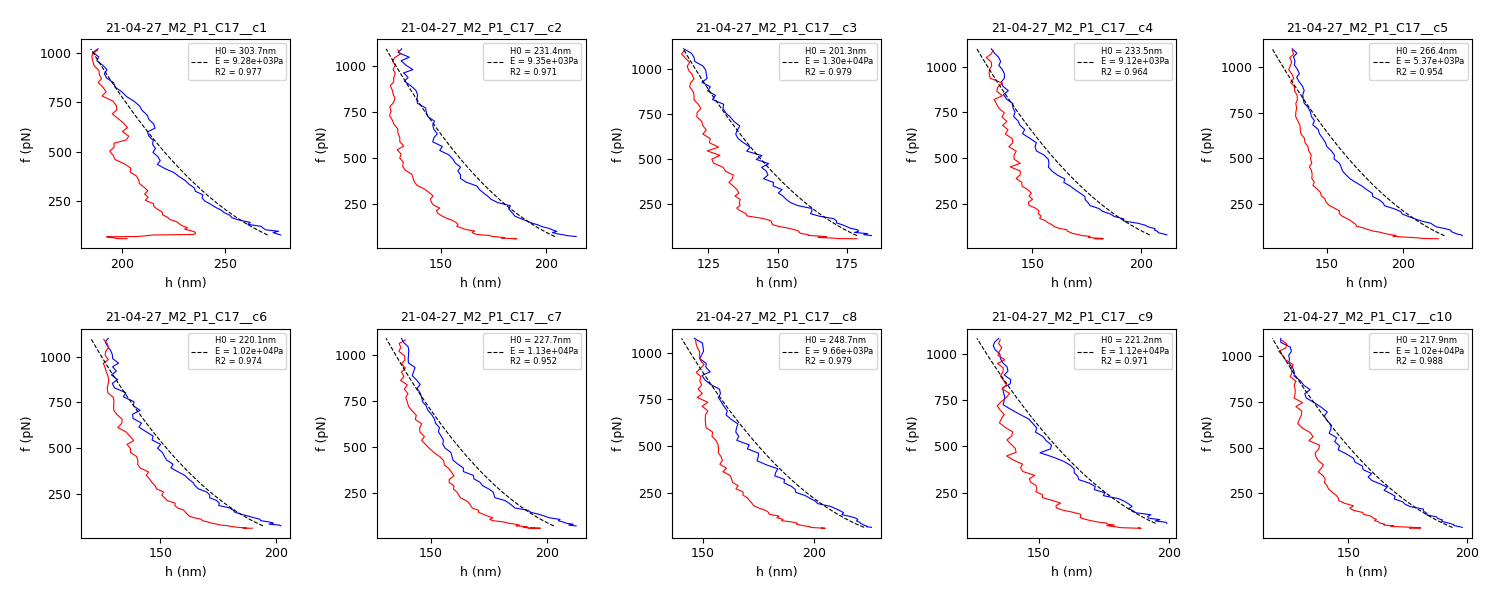 21-04-27_M2_P1_C17__c1
H0 = 303.7nm
E = 9.28e+03Pa
R2 = 0.977
1000
750
500
250
f (pN)
200
250
h (nm)
21-04-27_M2_P1_C17__c2
H0 = 231.4nm
E = 9.35e+03Pa
R2 = 0.971
1000
750
500
250
f (pN)
150
200
h (nm)
21-04-27_M2_P1_C17__c3
H0 = 201.3nm
E = 1.30e+04Pa
R2 = 0.979
1000
750
500
250
f (pN)
125
150
175
h (nm)
21-04-27_M2_P1_C17__c4
H0 = 233.5nm
E = 9.12e+03Pa
R2 = 0.964
1000
750
500
250
f (pN)
150
200
h (nm)
21-04-27_M2_P1_C17__c5
H0 = 266.4nm
E = 5.37e+03Pa
R2 = 0.954
1000
750
500
250
f (pN)
150
200
h (nm)
21-04-27_M2_P1_C17__c6
H0 = 220.1nm
E = 1.02e+04Pa
R2 = 0.974
1000
750
500
250
f (pN)
150
200
h (nm)
21-04-27_M2_P1_C17__c7
H0 = 227.7nm
E = 1.13e+04Pa
R2 = 0.952
1000
750
500
250
f (pN)
150
200
h (nm)
21-04-27_M2_P1_C17__c8
H0 = 248.7nm
E = 9.66e+03Pa
R2 = 0.979
1000
750
500
250
f (pN)
150
200
h (nm)
21-04-27_M2_P1_C17__c9
H0 = 221.2nm
E = 1.12e+04Pa
R2 = 0.971
1000
750
500
250
f (pN)
150
200
h (nm)
21-04-27_M2_P1_C17__c10
H0 = 217.9nm
E = 1.02e+04Pa
R2 = 0.988
1000
750
500
250
f (pN)
150
200
h (nm)